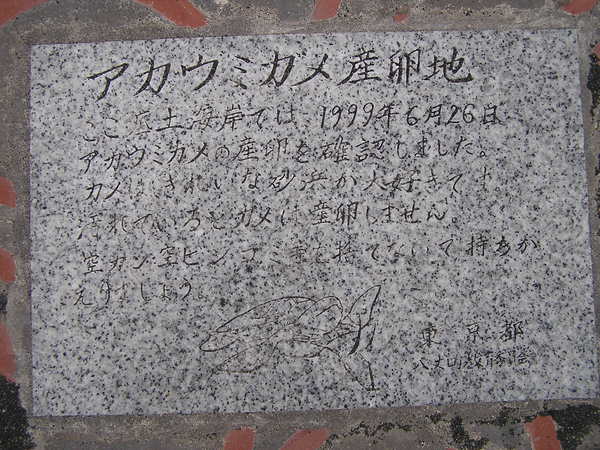 アカウミガメ産卵地
ここ底土海岸では、1999年6月26日
アカウミガメの産卵を確認しました。
カメはきれいな砂浜が大好きです
汚れているとカメは産卵しません。
空カン・空ビン・ゴミ等を捨てないで持ちか
えりましょう。
東京都